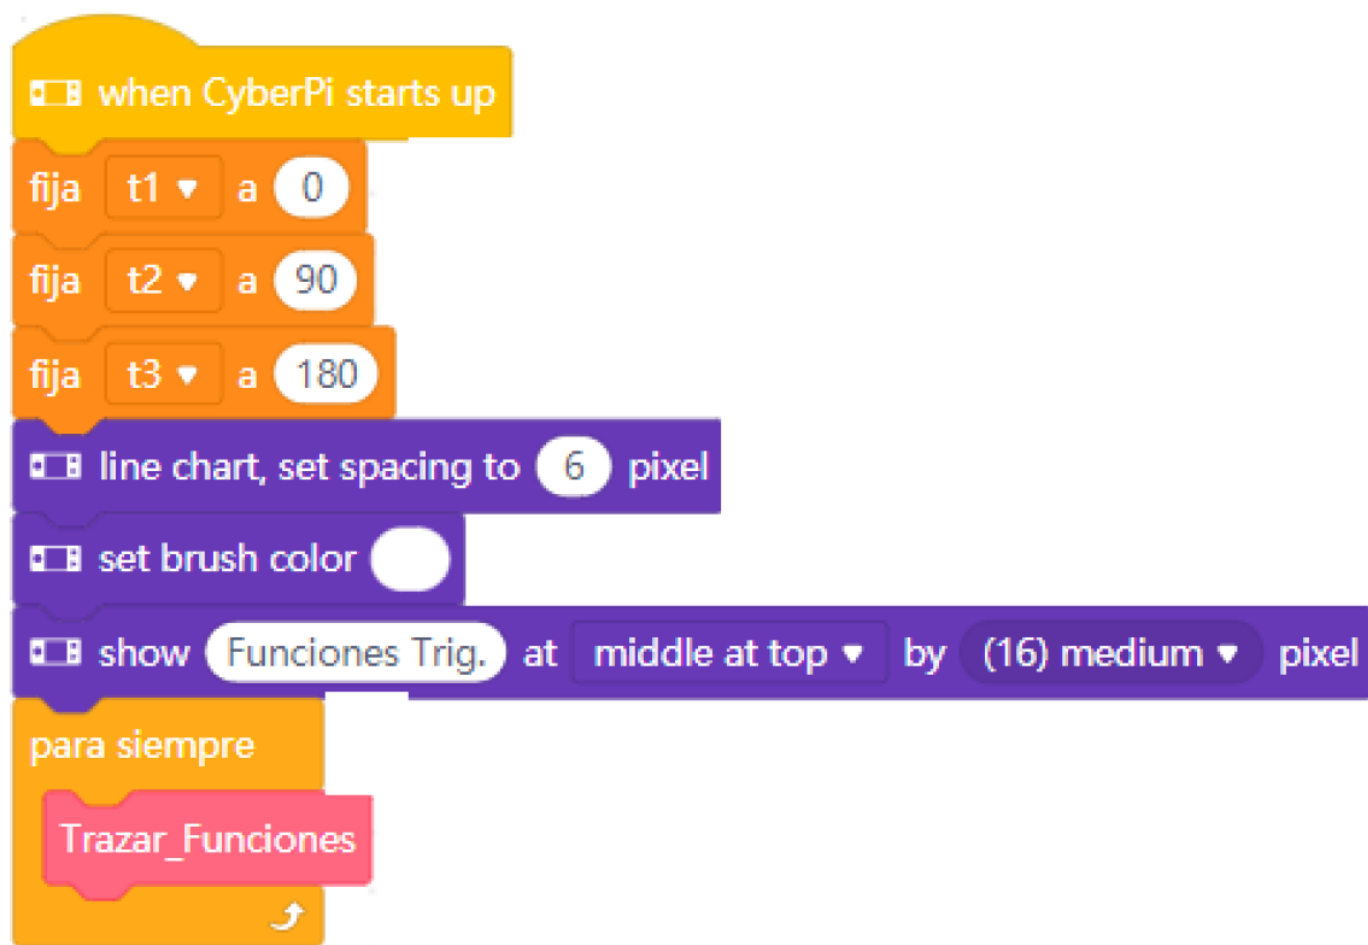 when CyberPi starts up
fija t1 a 0
fija t2 a 90
fija t3 a 180
line chart, set spacing to 6 pixel
set brush color
show Funciones Trig. at middle at top by (16) medium pixel
para siempre
Trazar_Funciones